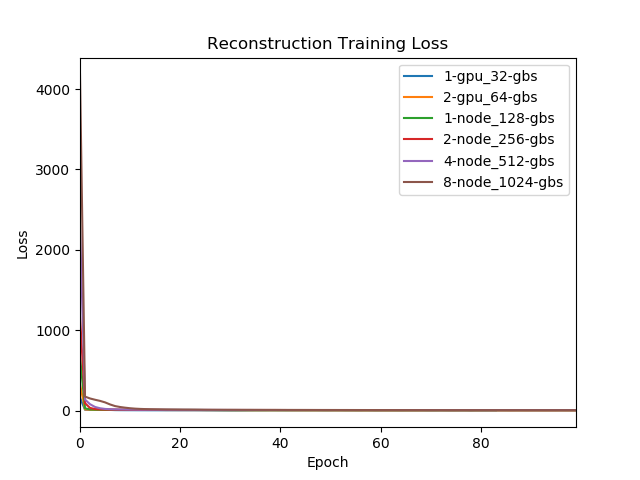 Reconstruction Training Loss
1-gpu_32-gbs
2-gpu_64-gbs
1-node_128-gbs
2-node_256-gbs
4-node_512-gbs
8-node_1024-gbs
4000
3000
2000
1000
0
Loss
0 20 40 60 80
Epoch